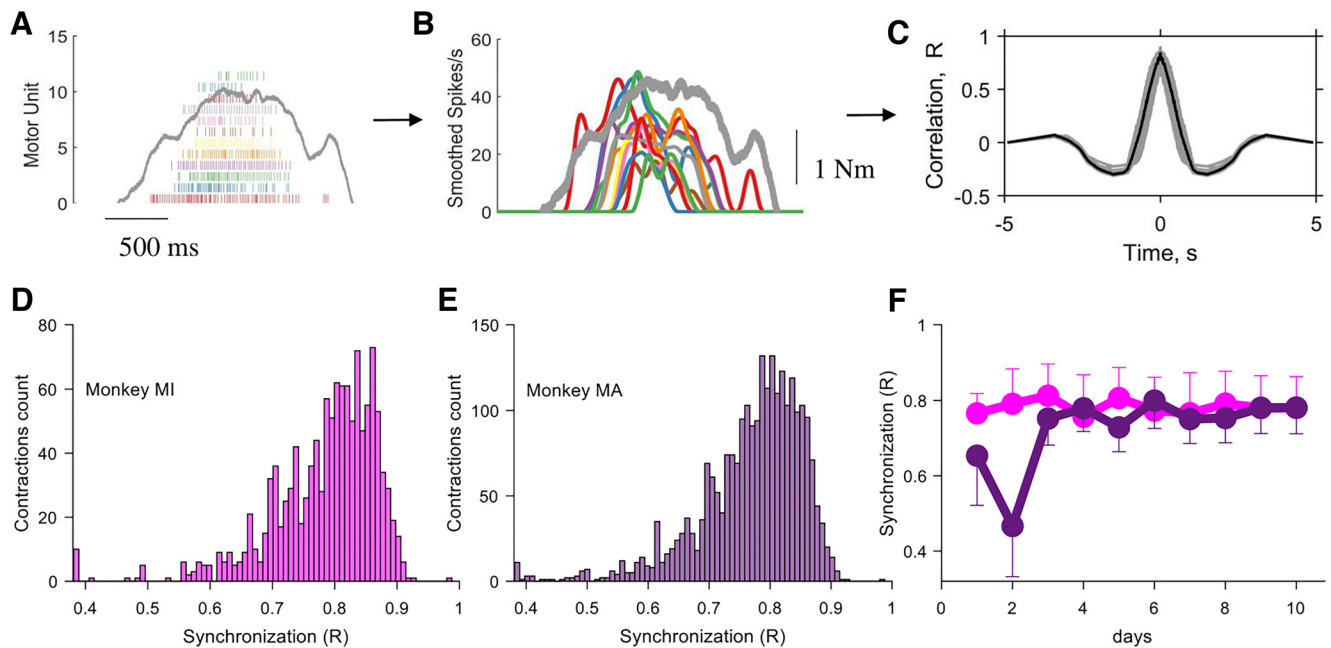 A
Motor Unit
15
10
5
0
500 ms
B
Smoothed Spikes/s
60
40
20
0
1 Nm
C
Correlation, R
1
0.5
0
-0.5
-5
0
5
Time, s
D
Contractions count
80
60
40
20
0
Monkey MI
0.4 0.5 0.6 0.7 0.8 0.9 1
Synchronization (R)
E
Contractions count
150
100
50
0
Monkey MA
0.4 0.5 0.6 0.7 0.8 0.9 1
Synchronization (R)
F
Synchronization (R)
1
0.8
0.6
0.4
0 2 4 6 8 10
days